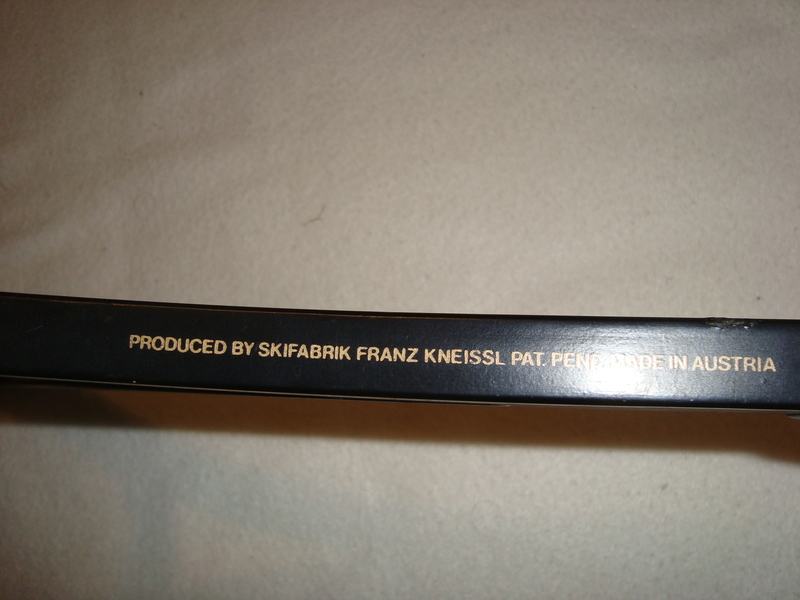 PRODUCED BY SKIFABRIK FRANZ KNEISSL PAT. PEND. MADE IN AUSTRIA